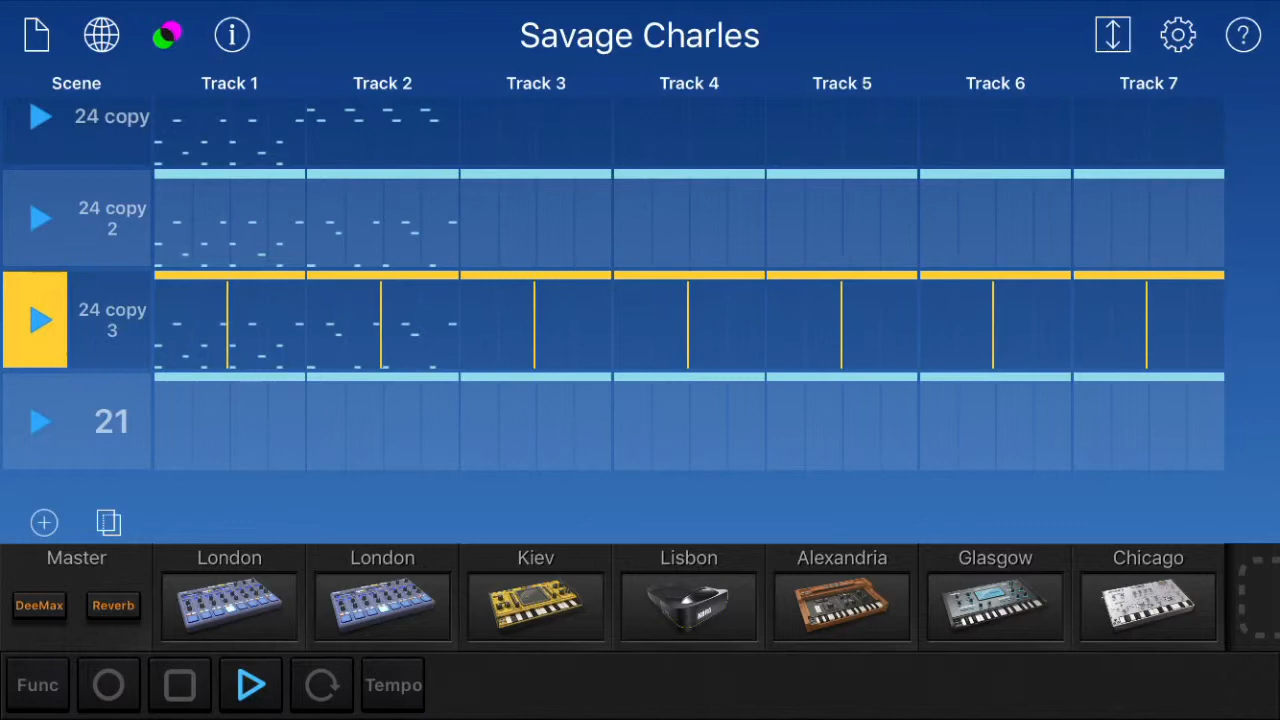 Savage Charles
Scene Track 1 Track 2 Track 3 Track 4 Track 5 Track 6 Track 7
24 copy
24 copy
2
24 copy
3
21
Master London London Kiev Lisbon Alexandria Glasgow Chicago
DeeMax Reverb
KORG
Func Tempo